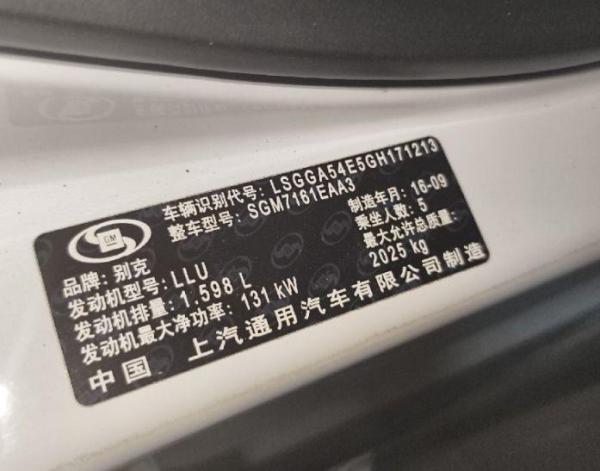 车辆识别代号: LSGGA54E5GH171213
整车型号: SGM7161EAA3
制造年月: 16-09
乘坐人数: 5
最大允许总质量:
2025 kg
GM
品牌: 别克
发动机型号: LLU
发动机排量: 1.598 L
发动机最大净功率: 131 kW
中国 上汽通用汽车有限公司制造